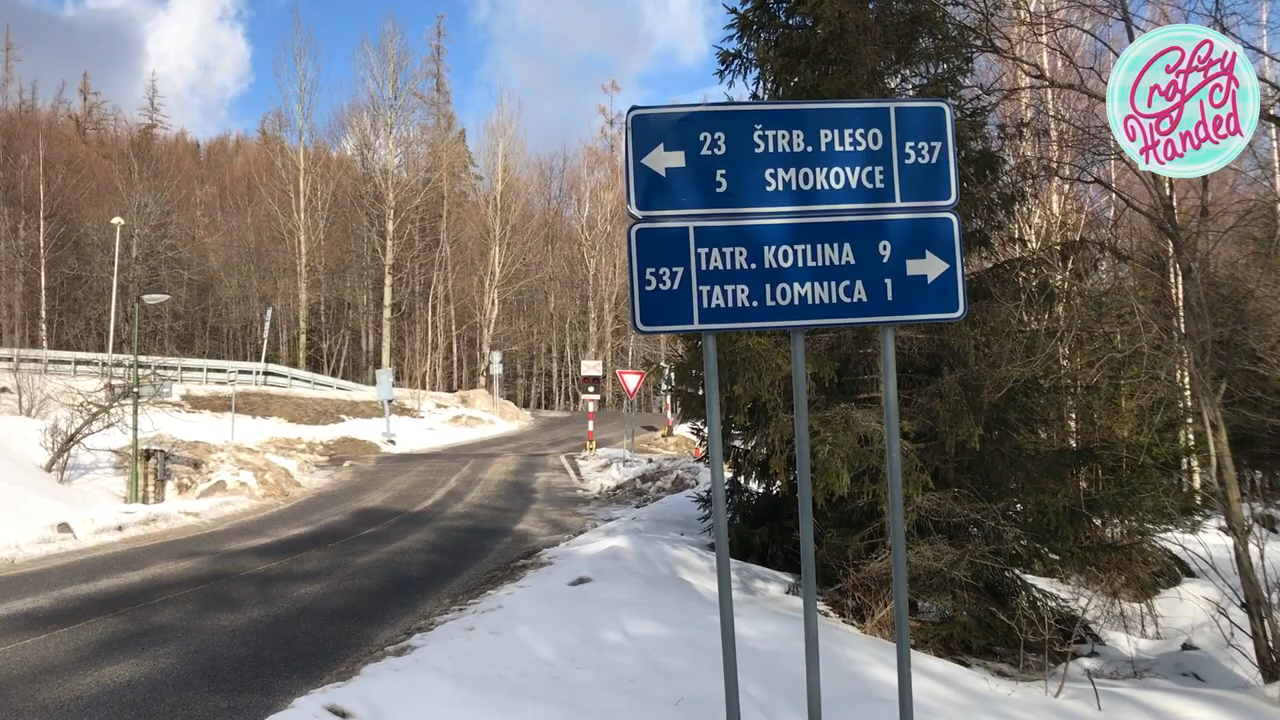 23 ŠTRB. PLESO
5 SMOKOVCE
537
537
TATR. KOTLINA 9
TATR. LOMNICA 1
Crafty
Handed